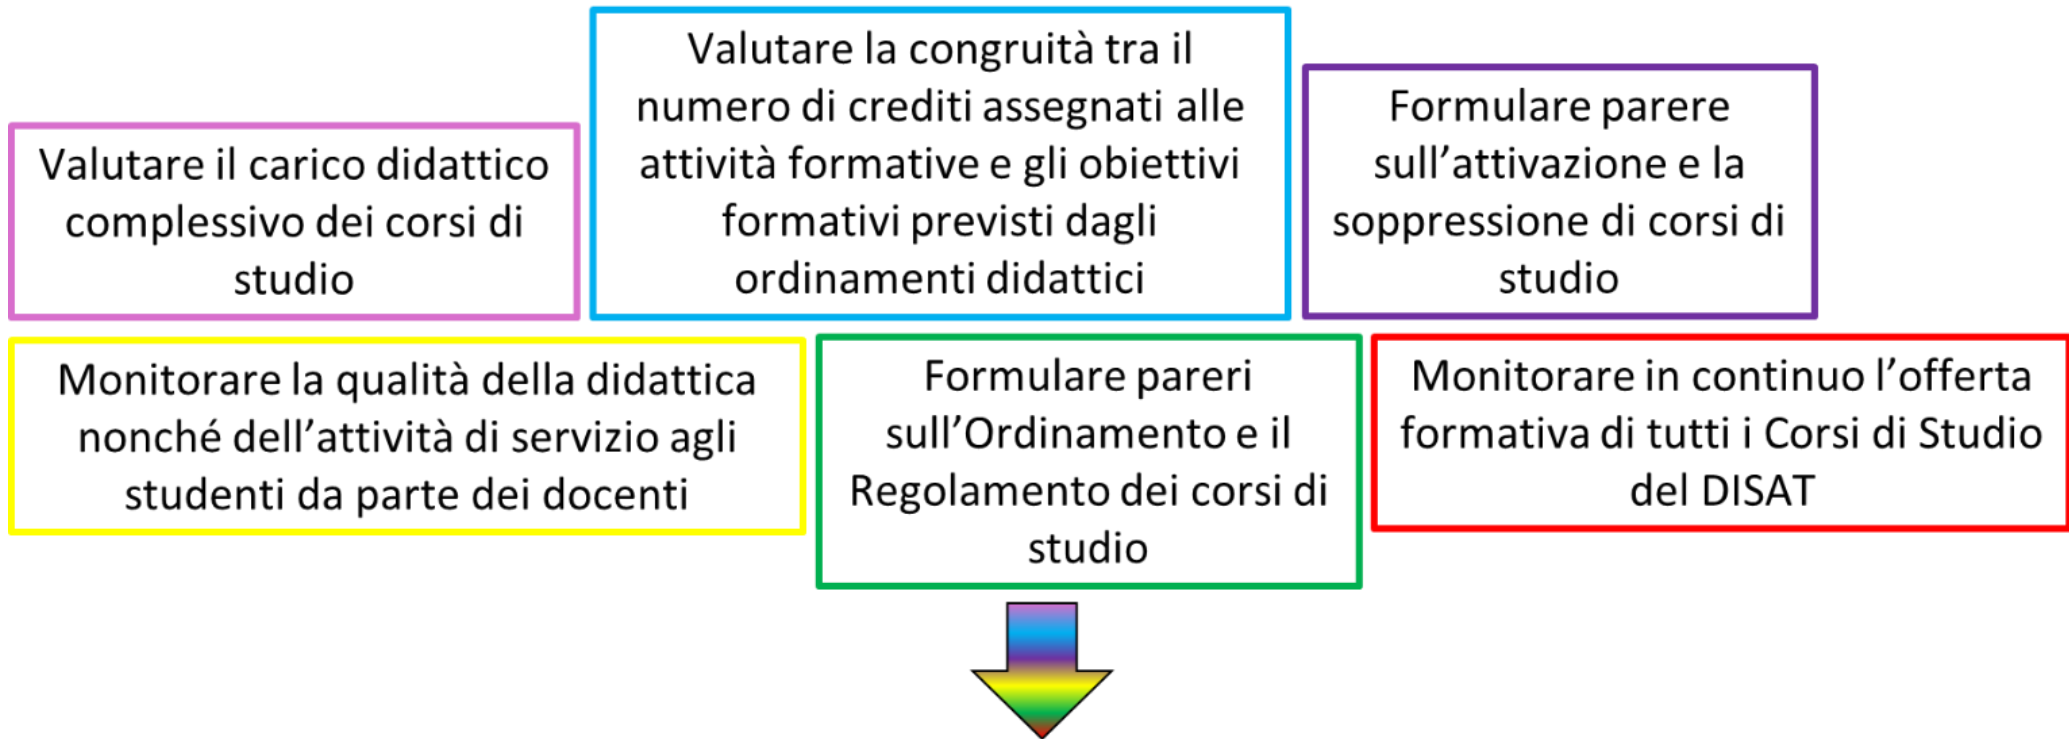 Valutare il carico didattico
complessivo dei corsi di
studio
Valutare la congruità tra il
numero di crediti assegnati alle
attività formative e gli obiettivi
formativi previsti dagli
ordinamenti didattici
Formulare parere
sull’attivazione e la
soppressione di corsi di
studio
Monitorare la qualità della didattica
nonché dell’attività di servizio agli
studenti da parte dei docenti
Formulare pareri
sull’Ordinamento e il
Regolamento dei corsi di
studio
Monitorare in continuo l’offerta
formativa di tutti i Corsi di Studio
del DISAT